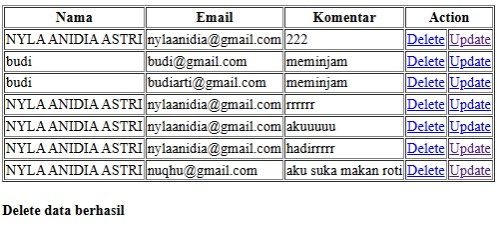 Nama Email Komentar Action
NYLA ANIDIA ASTRI nylaanidia@gmail.com 222 Delete Update
budi budi@gmail.com meminjam Delete Update
budi budiarti@gmail.com meminjam Delete Update
NYLA ANIDIA ASTRI nylaanidia@gmail.com rrrrrr Delete Update
NYLA ANIDIA ASTRI nylaanidia@gmail.com akuuuuu Delete Update
NYLA ANIDIA ASTRI nylaanidia@gmail.com hadirrrrr Delete Update
NYLA ANIDIA ASTRI nuqhu@gmail.com aku suka makan roti Delete Update
Delete data berhasil